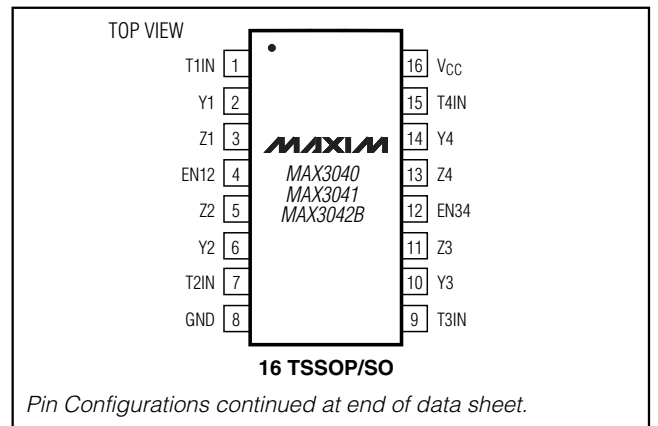 TOP VIEW
T1IN 1 16 VCC
Y1 2 15 T4IN
Z1 3 14 Y4
MAXIM
EN12 4 MAX3040 13 Z4
MAX3041
Z2 5 MAX3042B 12 EN34
Y2 6 11 Z3
T2IN 7 10 Y3
GND 8 9 T3IN
16 TSSOP/SO
Pin Configurations continued at end of data sheet.